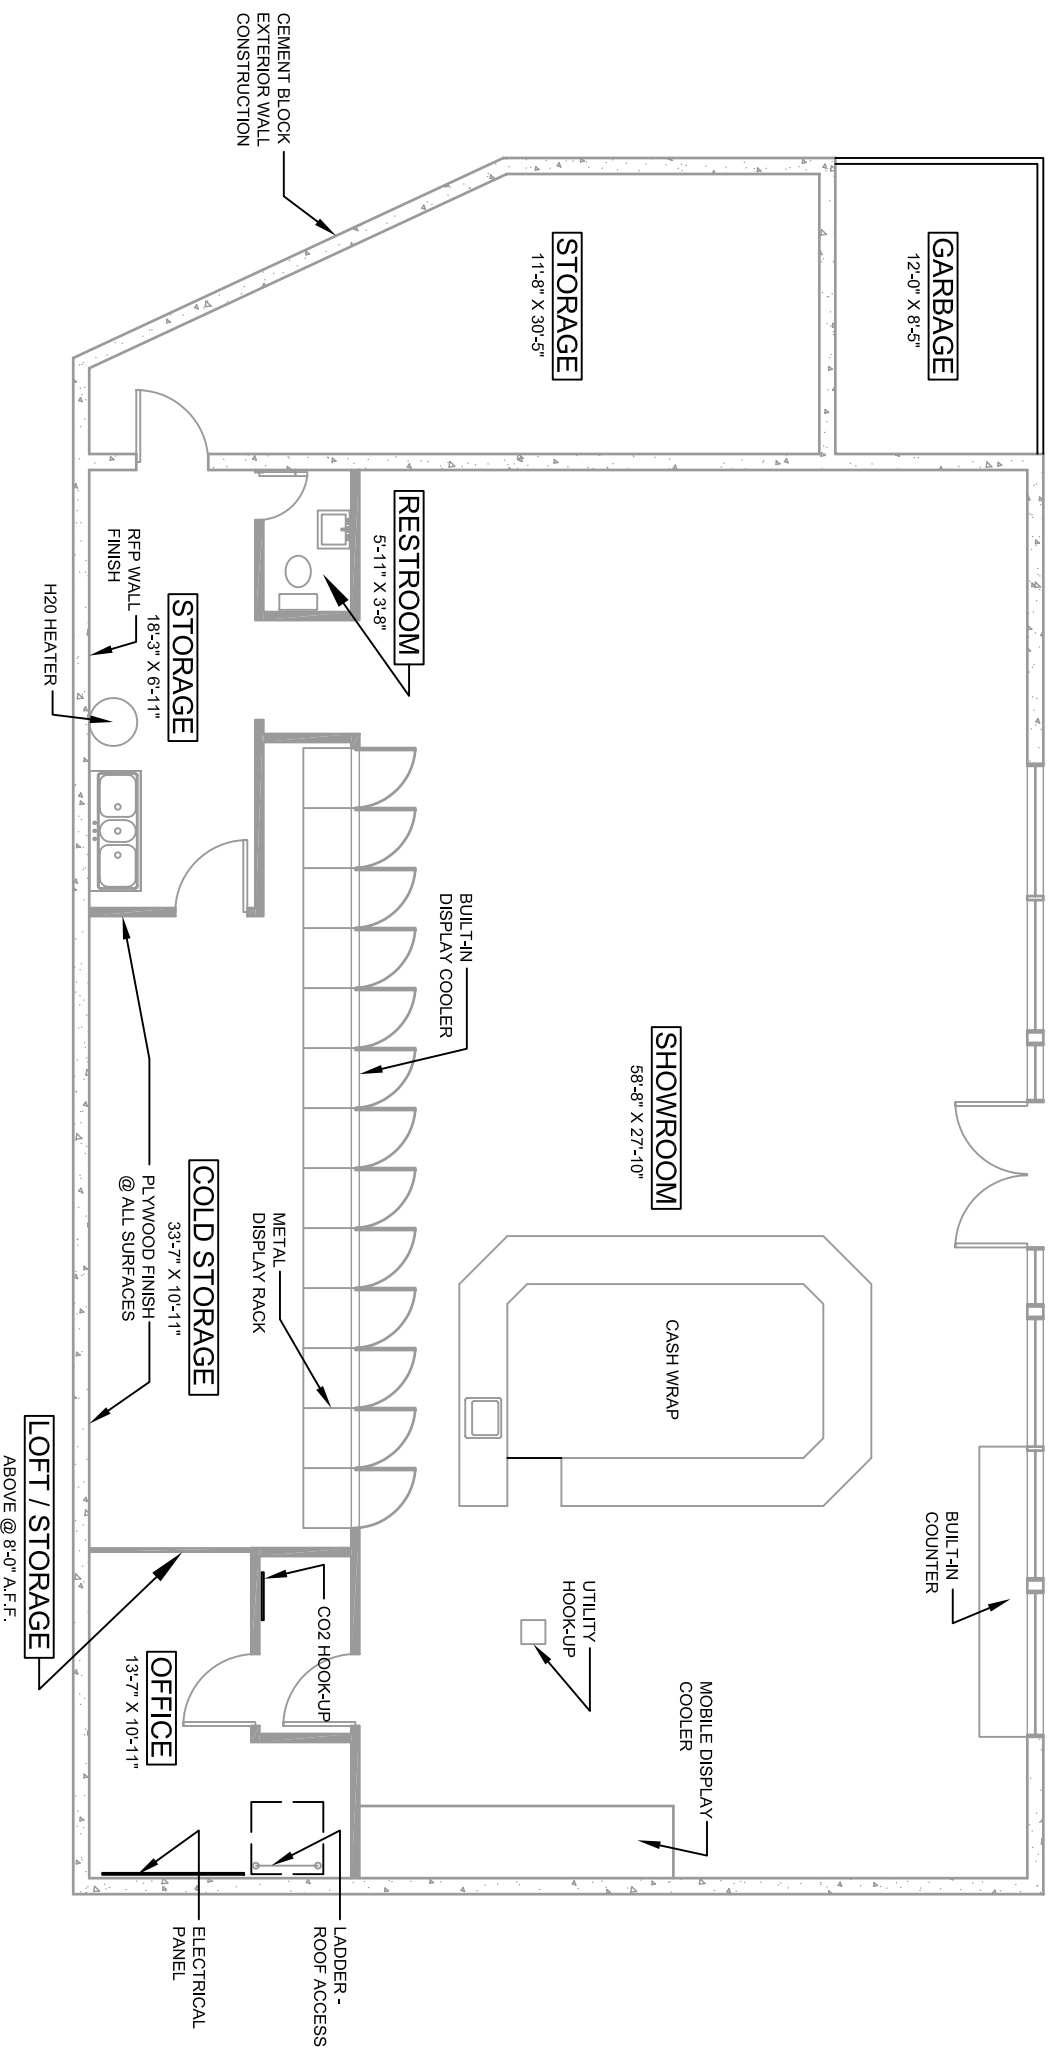 GARBAGE
12'-0" X 8'-5"
BUILT-IN
COUNTER
MOBILE DISPLAY
COOLER
SHOWROOM
58'-8" X 27'-10"
CASH WRAP
UTILITY
HOOK-UP
STORAGE
11'-8" X 30'-5"
BUILT-IN
DISPLAY COOLER
RESTROOM
5'-11" X 3'-8"
CEMENT BLOCK
EXTERIOR WALL
CONSTRUCTION
METAL
DISPLAY RACK
CO2 HOOK-UP
LADDER -
ROOF ACCESS
STORAGE
18'-3" X 6'-11"
COLD STORAGE
33'-7" X 10'-11"
OFFICE
13'-7" X 10'-11"
ELECTRICAL
PANEL
RFP WALL
FINISH
PLYWOOD FINISH
@ ALL SURFACES
H20 HEATER
LOFT / STORAGE
ABOVE @ 8'-0" A.F.F.